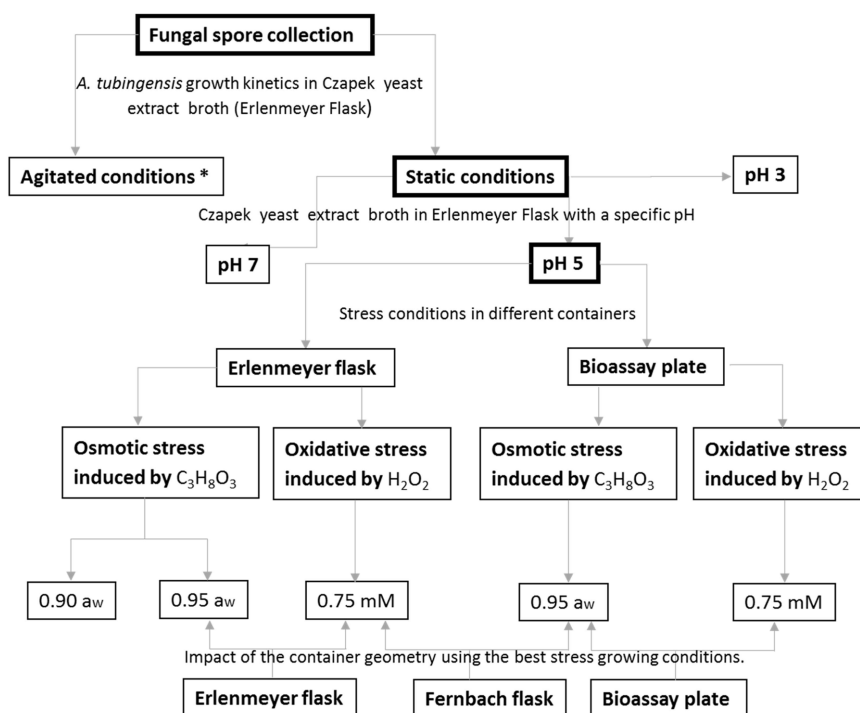 Fungal spore collection
A. tubingensis growth kinetics in Czapek yeast
extract broth (Erlenmeyer Flask)
Agitated conditions *
Static conditions
pH 3
Czapek yeast extract broth in Erlenmeyer Flask with a specific pH
pH 7
pH 5
Stress conditions in different containers
Erlenmeyer flask
Bioassay plate
Osmotic stress
induced by C₃H₈O₃
Oxidative stress
induced by H₂O₂
Osmotic stress
induced by C₃H₈O₃
Oxidative stress
induced by H₂O₂
0.90 aw
0.95 aw
0.75 mM
0.95 aw
0.75 mM
Impact of the container geometry using the best stress growing conditions.
Erlenmeyer flask
Fernbach flask
Bioassay plate